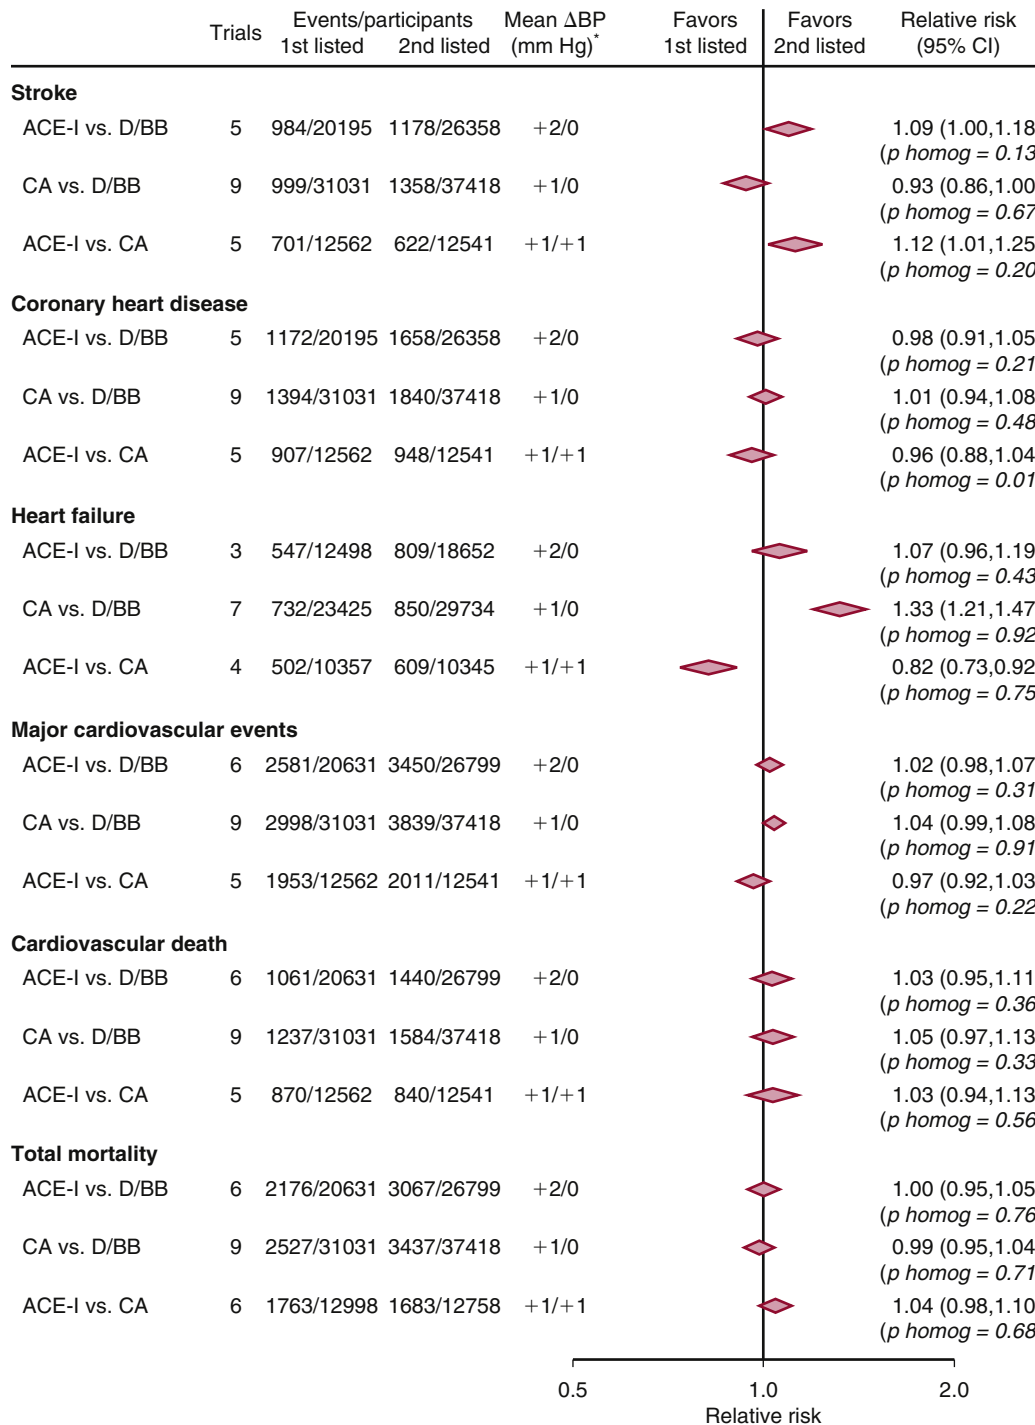 Trials Events/participants Mean ΔBP Favors Favors Relative risk
1st listed 2nd listed (mm Hg)* 1st listed 2nd listed (95% CI)
Stroke
ACE-I vs. D/BB 5 984/20195 1178/26358 +2/0 1.09 (1.00,1.18
(p homog = 0.13
CA vs. D/BB 9 999/31031 1358/37418 +1/0 0.93 (0.86,1.00
(p homog = 0.67
ACE-I vs. CA 5 701/12562 622/12541 +1/+1 1.12 (1.01,1.25
(p homog = 0.20
Coronary heart disease
ACE-I vs. D/BB 5 1172/20195 1658/26358 +2/0 0.98 (0.91,1.05
(p homog = 0.21
CA vs. D/BB 9 1394/31031 1840/37418 +1/0 1.01 (0.94,1.08
(p homog = 0.48
ACE-I vs. CA 5 907/12562 948/12541 +1/+1 0.96 (0.88,1.04
(p homog = 0.01
Heart failure
ACE-I vs. D/BB 3 547/12498 809/18652 +2/0 1.07 (0.96,1.19
(p homog = 0.43
CA vs. D/BB 7 732/23425 850/29734 +1/0 1.33 (1.21,1.47
(p homog = 0.92
ACE-I vs. CA 4 502/10357 609/10345 +1/+1 0.82 (0.73,0.92
(p homog = 0.75
Major cardiovascular events
ACE-I vs. D/BB 6 2581/20631 3450/26799 +2/0 1.02 (0.98,1.07
(p homog = 0.31
CA vs. D/BB 9 2998/31031 3839/37418 +1/0 1.04 (0.99,1.08
(p homog = 0.91
ACE-I vs. CA 5 1953/12562 2011/12541 +1/+1 0.97 (0.92,1.03
(p homog = 0.22
Cardiovascular death
ACE-I vs. D/BB 6 1061/20631 1440/26799 +2/0 1.03 (0.95,1.11
(p homog = 0.36
CA vs. D/BB 9 1237/31031 1584/37418 +1/0 1.05 (0.97,1.13
(p homog = 0.33
ACE-I vs. CA 5 870/12562 840/12541 +1/+1 1.03 (0.94,1.13
(p homog = 0.56
Total mortality
ACE-I vs. D/BB 6 2176/20631 3067/26799 +2/0 1.00 (0.95,1.05
(p homog = 0.76
CA vs. D/BB 9 2527/31031 3437/37418 +1/0 0.99 (0.95,1.04
(p homog = 0.71
ACE-I vs. CA 6 1763/12998 1683/12758 +1/+1 1.04 (0.98,1.10
(p homog = 0.68
0.5 1.0 2.0
Relative risk